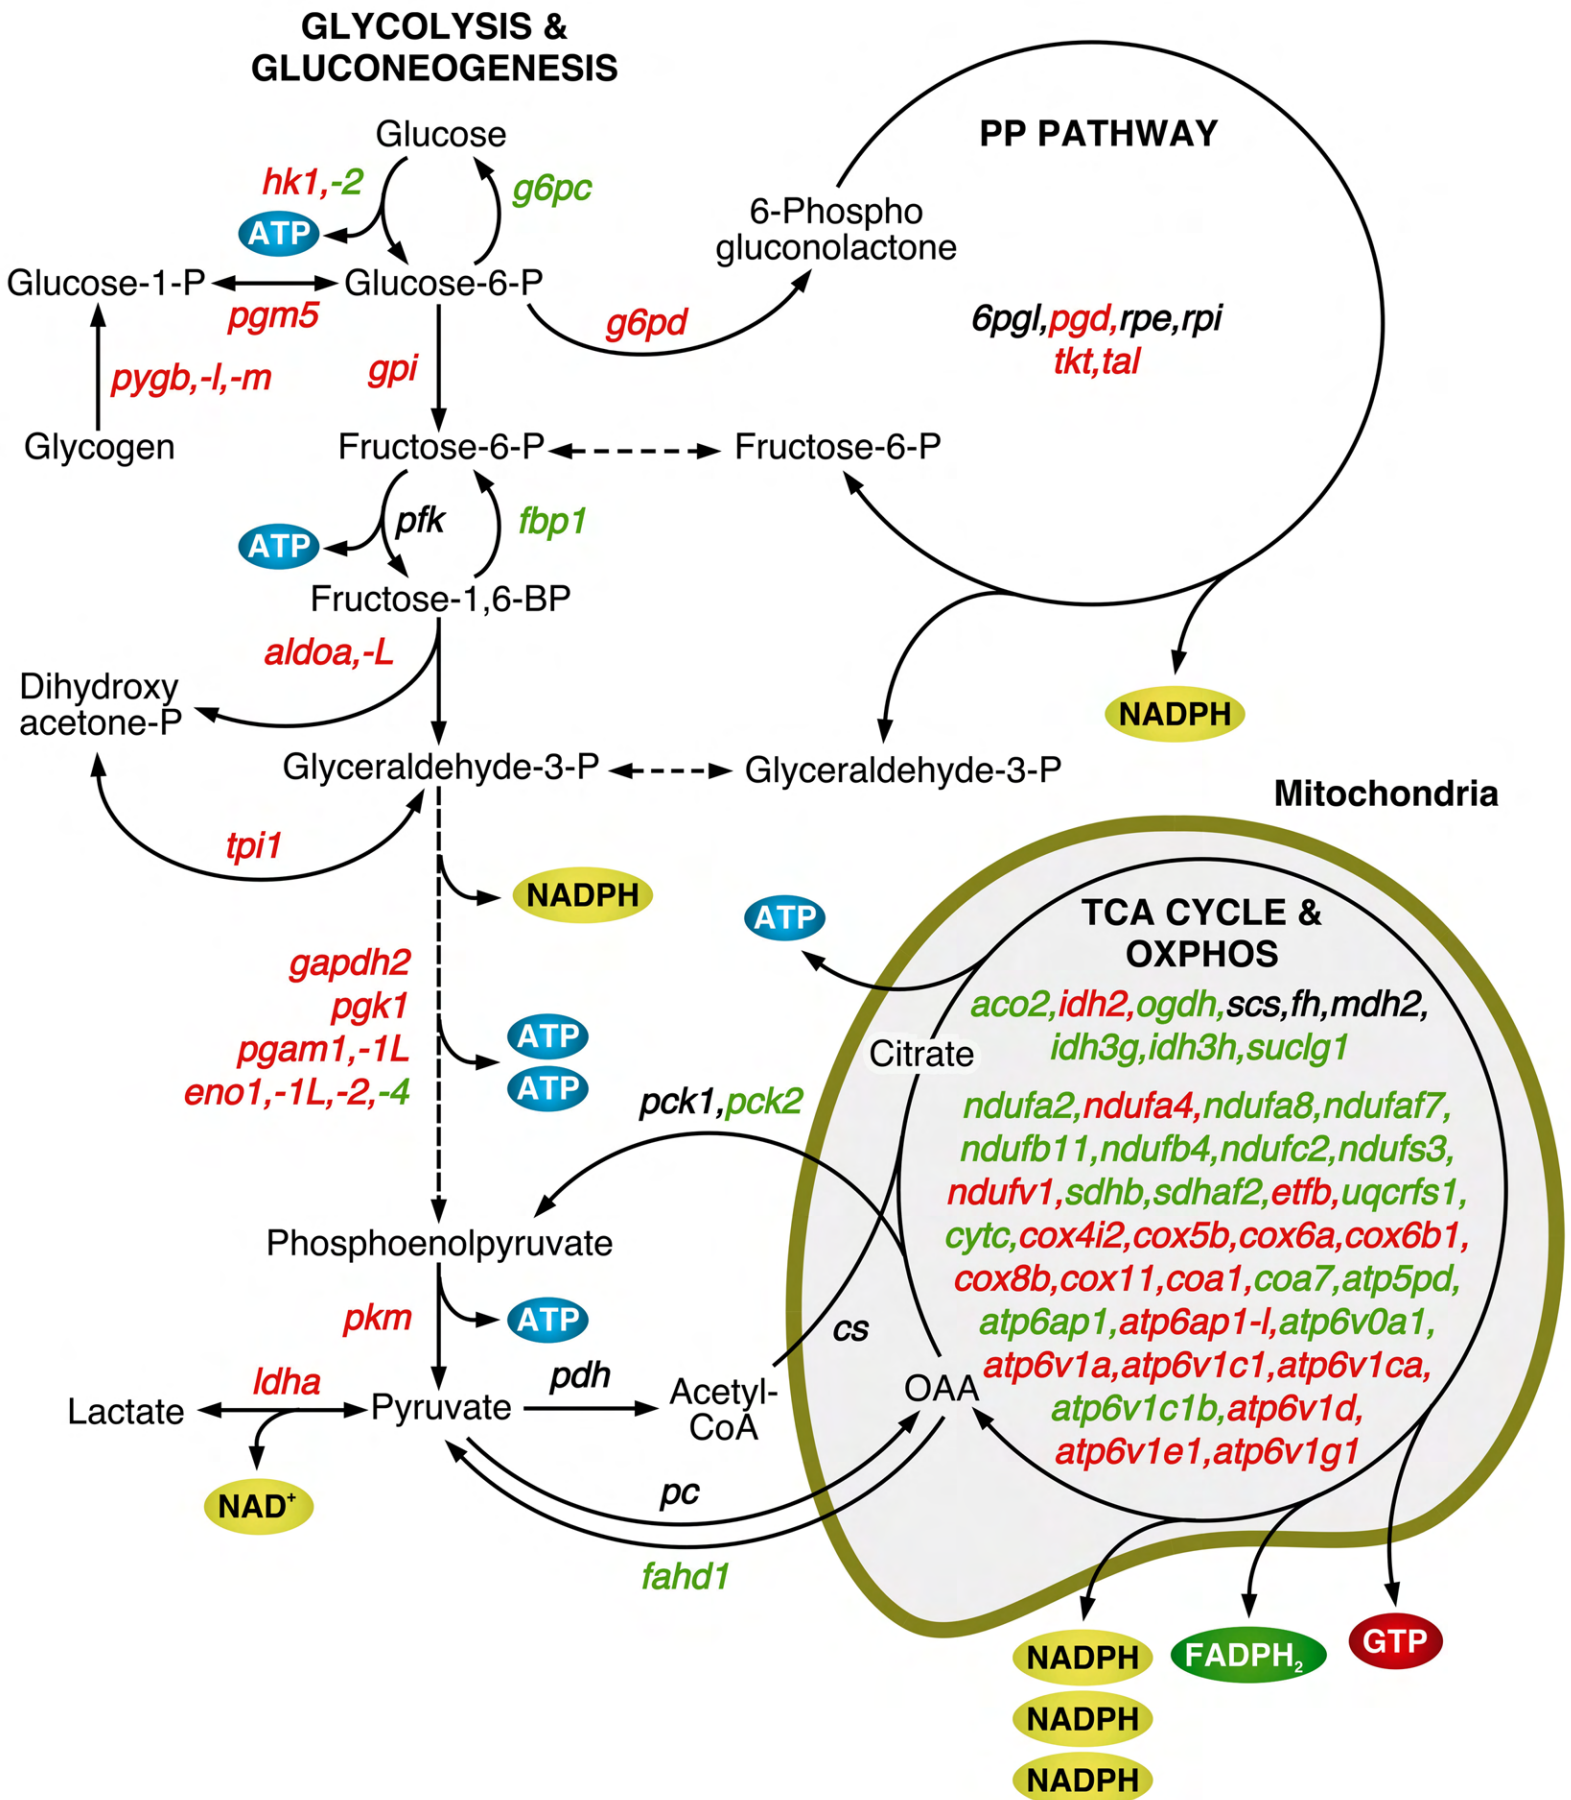 GLYCOLYSIS &
GLUCONEOGENESIS
Glucose
hk1,-2
g6pc
ATP
Glucose-1-P
Glucose-6-P
pgm5
pygb,-l,-m
Glycogen
gpi
g6pd
6-Phospho
gluconolactone
PP PATHWAY
6pgl,pgd,rpe,rpi
tkt,tal
Fructose-6-P
Fructose-6-P
ATP
pfk
fbp1
Fructose-1,6-BP
aldoa,-L
Dihydroxy
acetone-P
NADPH
Glyceraldehyde-3-P
Glyceraldehyde-3-P
tpi1
NADPH
gapdh2
pgk1
pgam1,-1L
eno1,-1L,-2,-4
ATP
ATP
Phosphoenolpyruvate
pkm
ATP
ldha
Lactate
Pyruvate
NAD+
pdh
Acetyl-
CoA
pc
fahd1
pck1,pck2
cs
Mitochondria
ATP
TCA CYCLE &
OXPHOS
Citrate
aco2,idh2,ogdh,scs,fh,mdh2,
idh3g,idh3h,suclg1
ndufa2,ndufa4,ndufa8,ndufaf7,
ndufb11,ndufb4,ndufc2,ndufs3,
ndufv1,sdhb,sdhaf2,etfb,uqcrfs1,
cytc,cox4i2,cox5b,cox6a,cox6b1,
cox8b,cox11,coa1,coa7,atp5pd,
atp6ap1,atp6ap1-l,atp6v0a1,
atp6v1a,atp6v1c1,atp6v1ca,
atp6v1c1b,atp6v1d,
atp6v1e1,atp6v1g1
OAA
NADPH
NADPH
NADPH
FADPH2
GTP